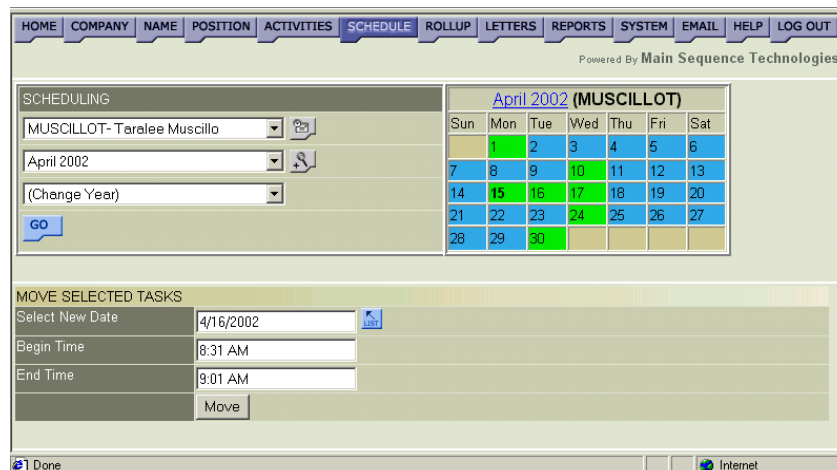 HOME COMPANY NAME POSITION ACTIVITIES SCHEDULE ROLLUP LETTERS REPORTS SYSTEM EMAIL HELP LOG OUT
Powered By Main Sequence Technologies
SCHEDULING
MUSCILLOT- Taralee Muscillo
April 2002
(Change Year)
GO
April 2002 (MUSCILLOT)
Sun Mon Tue Wed Thu Fri Sat
1 2 3 4 5 6
7 8 9 10 11 12 13
14 15 16 17 18 19 20
21 22 23 24 25 26 27
28 29 30
MOVE SELECTED TASKS
Select New Date 4/16/2002 LIST
Begin Time 8:31 AM
End Time 9:01 AM
Move
Done Internet